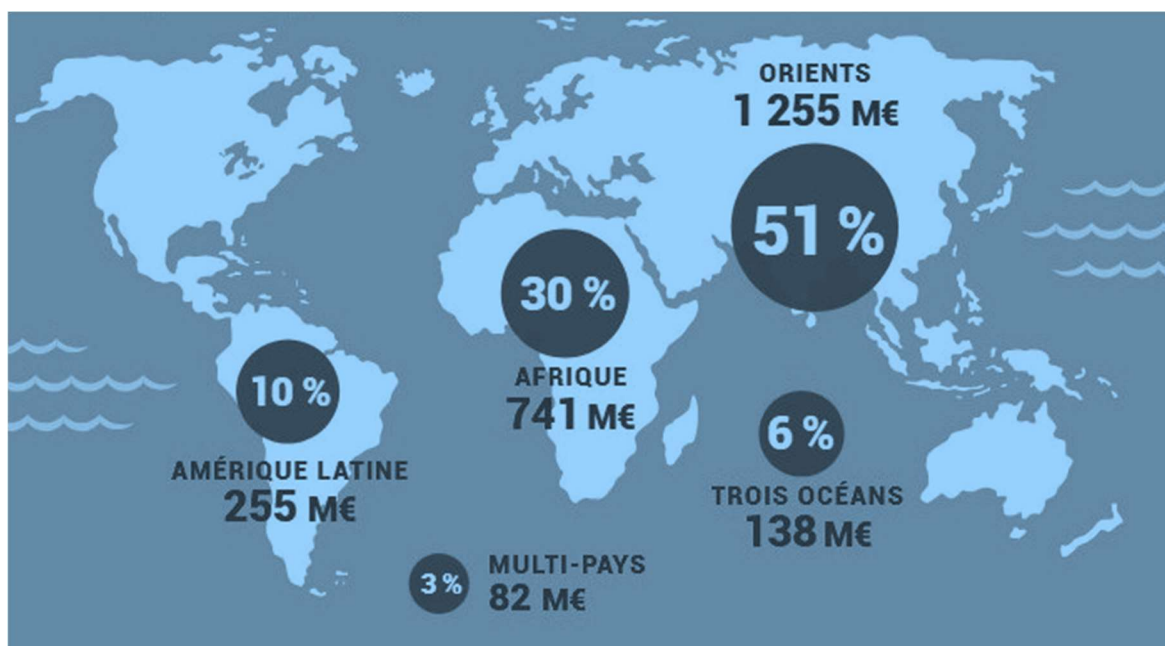 ORIENTS
1 255 M€
51 %
30 %
AFRIQUE
741 M€
10 %
AMÉRIQUE LATINE
255 M€
6 %
TROIS OCÉANS
138 M€
3 %
MULTI-PAYS
82 M€